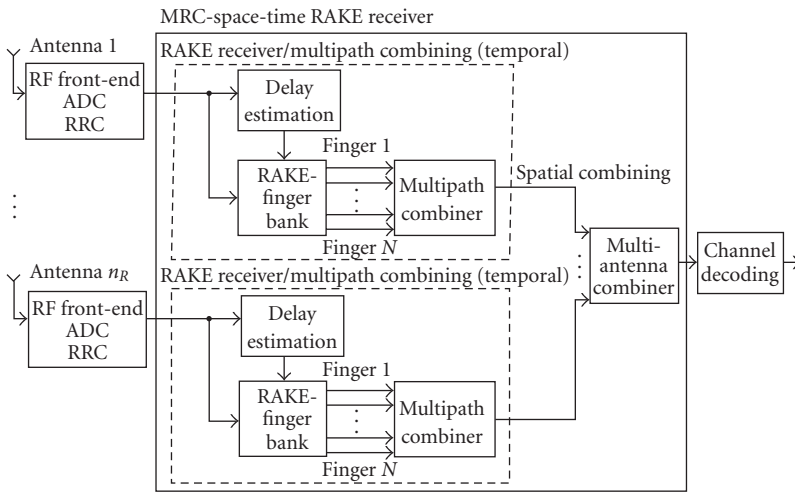 MRC-space-time RAKE receiver
Antenna 1
RF front-end
ADC
RRC
RAKE receiver/multipath combining (temporal)
Delay
estimation
Finger 1
RAKE-
finger
bank
Finger N
Multipath
combiner
Spatial combining
Multi-
antenna
combiner
Channel
decoding
Antenna nR
RF front-end
ADC
RRC
RAKE receiver/multipath combining (temporal)
Delay
estimation
Finger 1
RAKE-
finger
bank
Finger N
Multipath
combiner